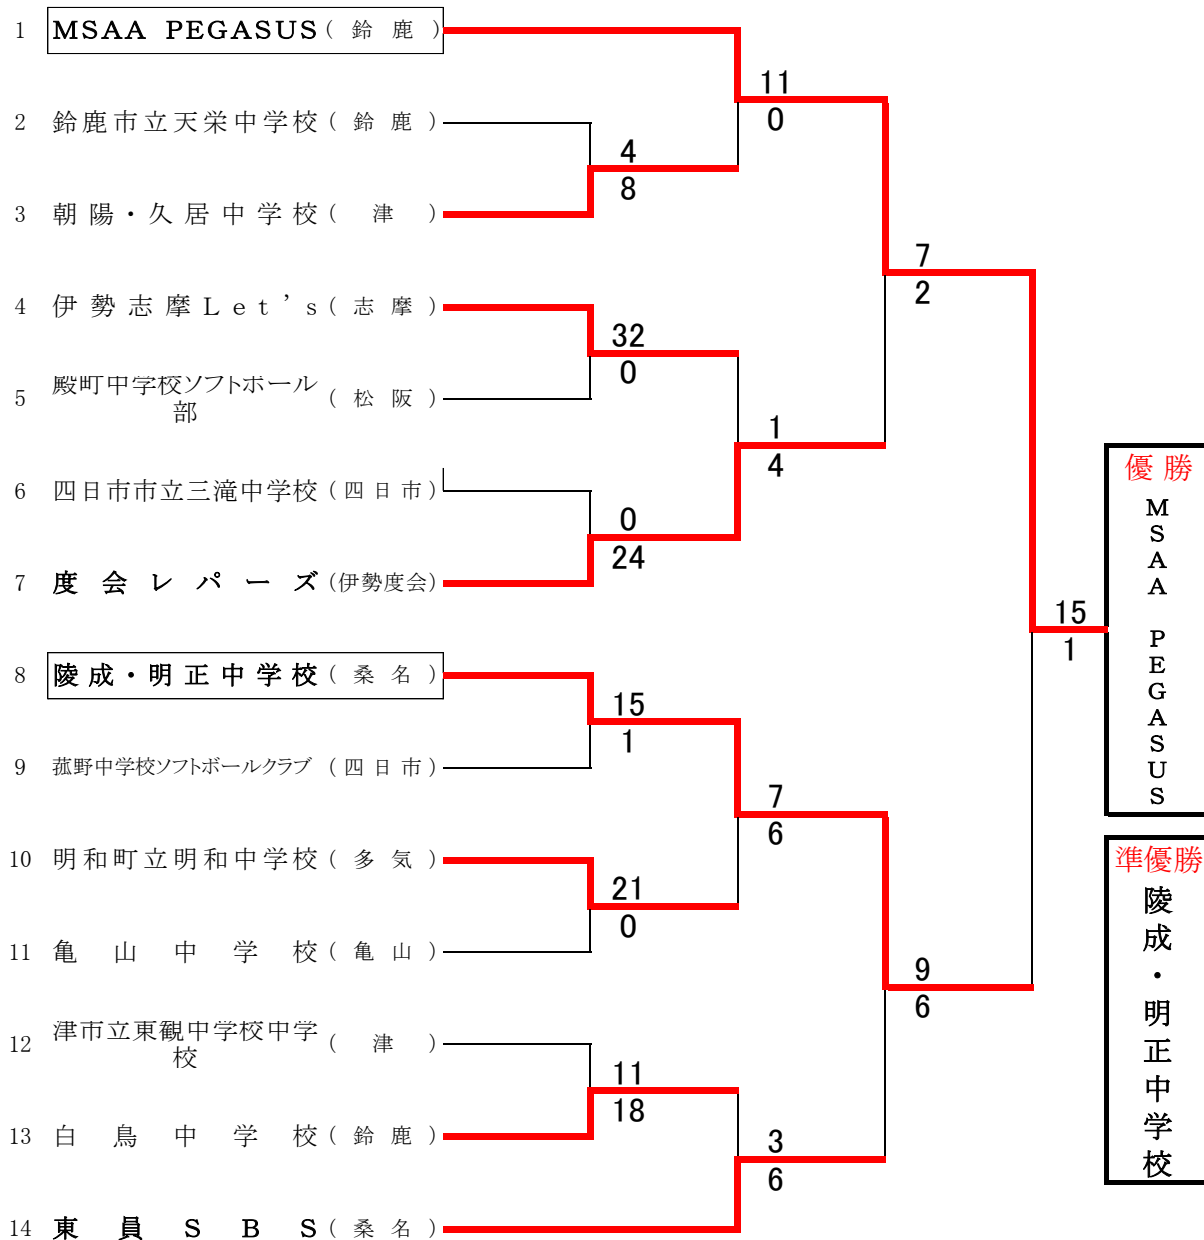 1 MSAA PEGASUS ( 鈴 鹿 )
11
0
2 鈴鹿市立天栄中学校 ( 鈴 鹿 )
4
8
3 朝陽・久居中学校 ( 津 )
7
2
4 伊勢志摩Let's ( 志 摩 )
32
0
5 殿町中学校ソフトボール
部 ( 松 阪 )
1
4
6 四日市市立三滝中学校 ( 四日市 )
0
24
7 度会レパーズ (伊勢度会)
15
1
8 陵成・明正中学校 ( 桑 名 )
15
1
9 菰野中学校ソフトボールクラブ ( 四日市 )
7
6
10 明和町立明和中学校 ( 多 気 )
21
0
11 亀山中学校 ( 亀 山 )
9
6
12 津市立東観中学校中学
校 ( 津 )
11
18
13 白鳥中学校 ( 鈴 鹿 )
3
6
14 東員SBS ( 桑 名 )
優勝
MSAA PEGASUS
準優勝
陵成・明正中学校